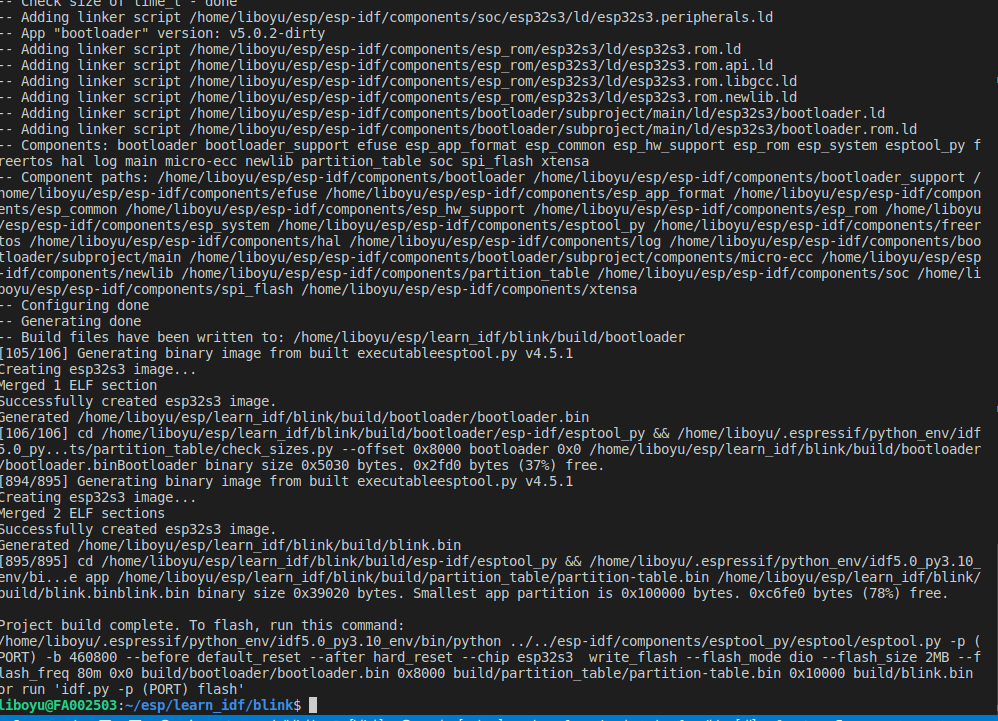 -- Check size of time_t - done
-- Adding linker script /home/liboyu/esp/esp-idf/components/soc/esp32s3/ld/esp32s3.peripherals.ld
-- App "bootloader" version: v5.0.2-dirty
-- Adding linker script /home/liboyu/esp/esp-idf/components/esp_rom/esp32s3/ld/esp32s3.rom.ld
-- Adding linker script /home/liboyu/esp/esp-idf/components/esp_rom/esp32s3/ld/esp32s3.rom.api.ld
-- Adding linker script /home/liboyu/esp/esp-idf/components/esp_rom/esp32s3/ld/esp32s3.rom.libgcc.ld
-- Adding linker script /home/liboyu/esp/esp-idf/components/esp_rom/esp32s3/ld/esp32s3.rom.newlib.ld
-- Adding linker script /home/liboyu/esp/esp-idf/components/bootloader/subproject/main/ld/esp32s3/bootloader.ld
-- Adding linker script /home/liboyu/esp/esp-idf/components/bootloader/subproject/main/ld/esp32s3/bootloader.rom.ld
-- Components: bootloader bootloader_support efuse esp_app_format esp_common esp_hw_support esp_rom esp_system esptool_py f
reertos hal log main micro-ecc newlib partition_table soc spi_flash xtensa
-- Component paths: /home/liboyu/esp/esp-idf/components/bootloader /home/liboyu/esp/esp-idf/components/bootloader_support /
home/liboyu/esp/esp-idf/components/efuse /home/liboyu/esp/esp-idf/components/esp_app_format /home/liboyu/esp/esp-idf/compon
ents/esp_common /home/liboyu/esp/esp-idf/components/esp_hw_support /home/liboyu/esp/esp-idf/components/esp_rom /home/liboyu
/esp/esp-idf/components/esp_system /home/liboyu/esp/esp-idf/components/esptool_py /home/liboyu/esp/esp-idf/components/freer
tos /home/liboyu/esp/esp-idf/components/hal /home/liboyu/esp/esp-idf/components/log /home/liboyu/esp/esp-idf/components/boo
tloader/subproject/main /home/liboyu/esp/esp-idf/components/bootloader/subproject/components/micro-ecc /home/liboyu/esp/esp
-idf/components/newlib /home/liboyu/esp/esp-idf/components/partition_table /home/liboyu/esp/esp-idf/components/soc /home/li
boyu/esp/esp-idf/components/spi_flash /home/liboyu/esp/esp-idf/components/xtensa
-- Configuring done
-- Generating done
-- Build files have been written to: /home/liboyu/esp/learn_idf/blink/build/bootloader
[105/106] Generating binary image from built executableesptool.py v4.5.1
Creating esp32s3 image...
Merged 1 ELF section
Successfully created esp32s3 image.
Generated /home/liboyu/esp/learn_idf/blink/build/bootloader/bootloader.bin
[106/106] cd /home/liboyu/esp/learn_idf/blink/build/bootloader/esp-idf/esptool_py && /home/liboyu/.espressif/python_env/idf
5.0_py...ts/partition_table/check_sizes.py --offset 0x8000 bootloader 0x0 /home/liboyu/esp/learn_idf/blink/build/bootloader
/bootloader.binBootloader binary size 0x5030 bytes. 0x2fd0 bytes (37%) free.
[894/895] Generating binary image from built executableesptool.py v4.5.1
Creating esp32s3 image...
Merged 2 ELF sections
Successfully created esp32s3 image.
Generated /home/liboyu/esp/learn_idf/blink/build/blink.bin
[895/895] cd /home/liboyu/esp/learn_idf/blink/build/esp-idf/esptool_py && /home/liboyu/.espressif/python_env/idf5.0_py3.10_
env/bi...e app /home/liboyu/esp/learn_idf/blink/build/partition_table/partition-table.bin /home/liboyu/esp/learn_idf/blink/
build/blink.binblink.bin binary size 0x39020 bytes. Smallest app partition is 0x100000 bytes. 0xc6fe0 bytes (78%) free.
Project build complete. To flash, run this command:
/home/liboyu/.espressif/python_env/idf5.0_py3.10_env/bin/python ../../esp-idf/components/esptool_py/esptool/esptool.py -p (
PORT) -b 460800 --before default_reset --after hard_reset --chip esp32s3  write_flash --flash_mode dio --flash_size 2MB --f
lash_freq 80m 0x0 build/bootloader/bootloader.bin 0x8000 build/partition_table/partition-table.bin 0x10000 build/blink.bin
or run 'idf.py -p (PORT) flash'
liboyu@FA002503:~/esp/learn_idf/blink$